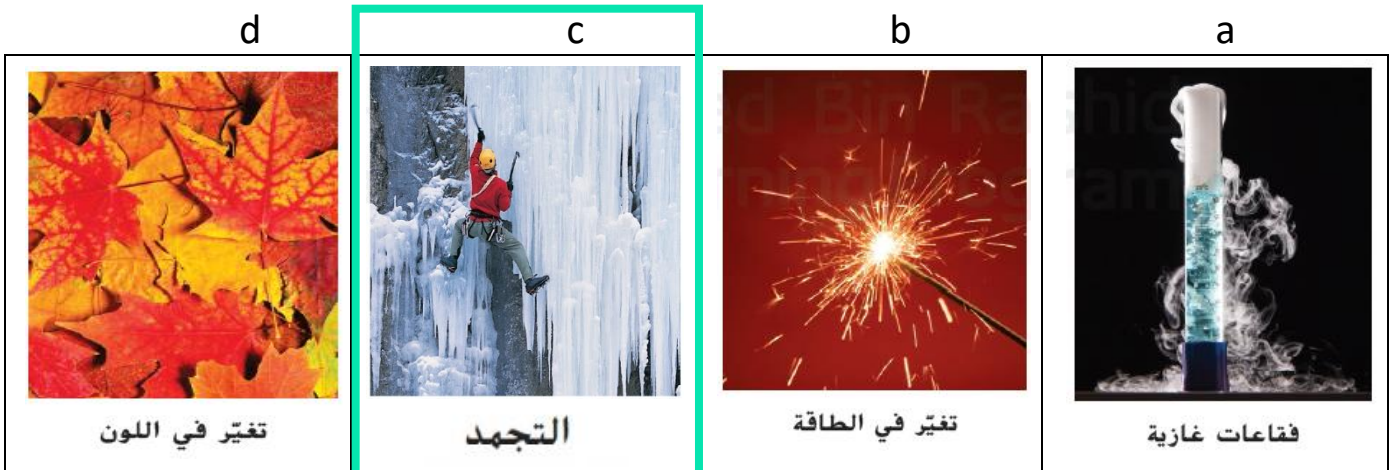 a
b
c
d
فقاعات غازية
تغيّر في الطاقة
التجمد
تغيّر في اللون